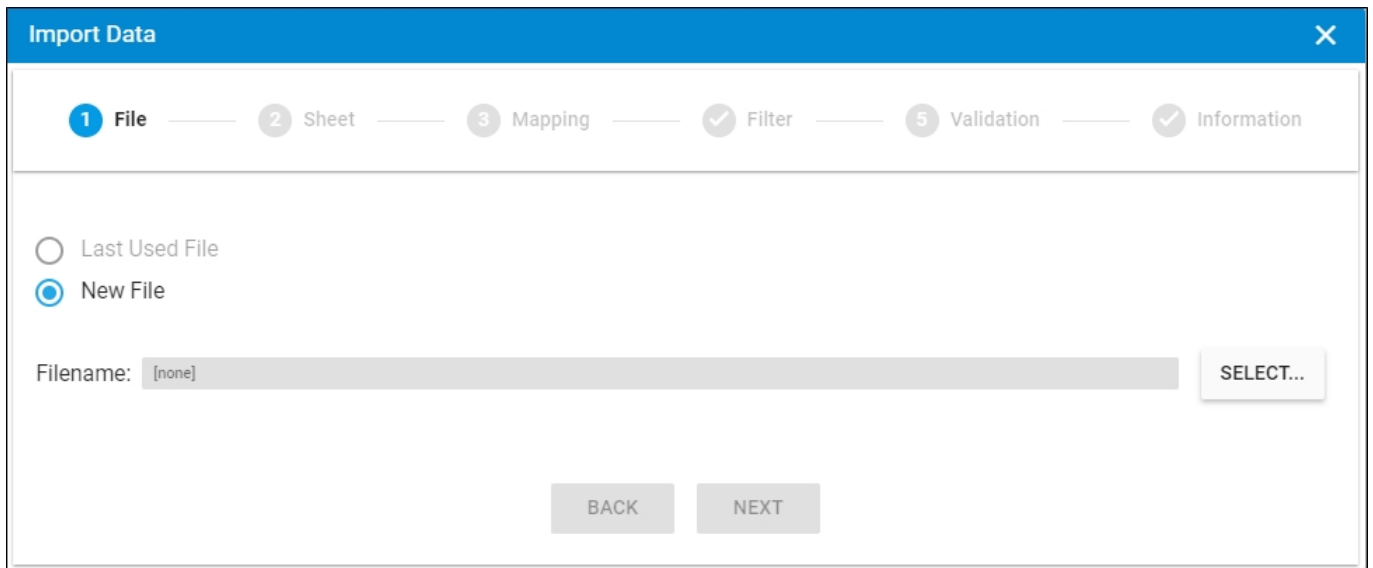 Import Data
1 File 2 Sheet 3 Mapping Filter 5 Validation Information
Last Used File
New File
Filename: [none] SELECT...
BACK NEXT